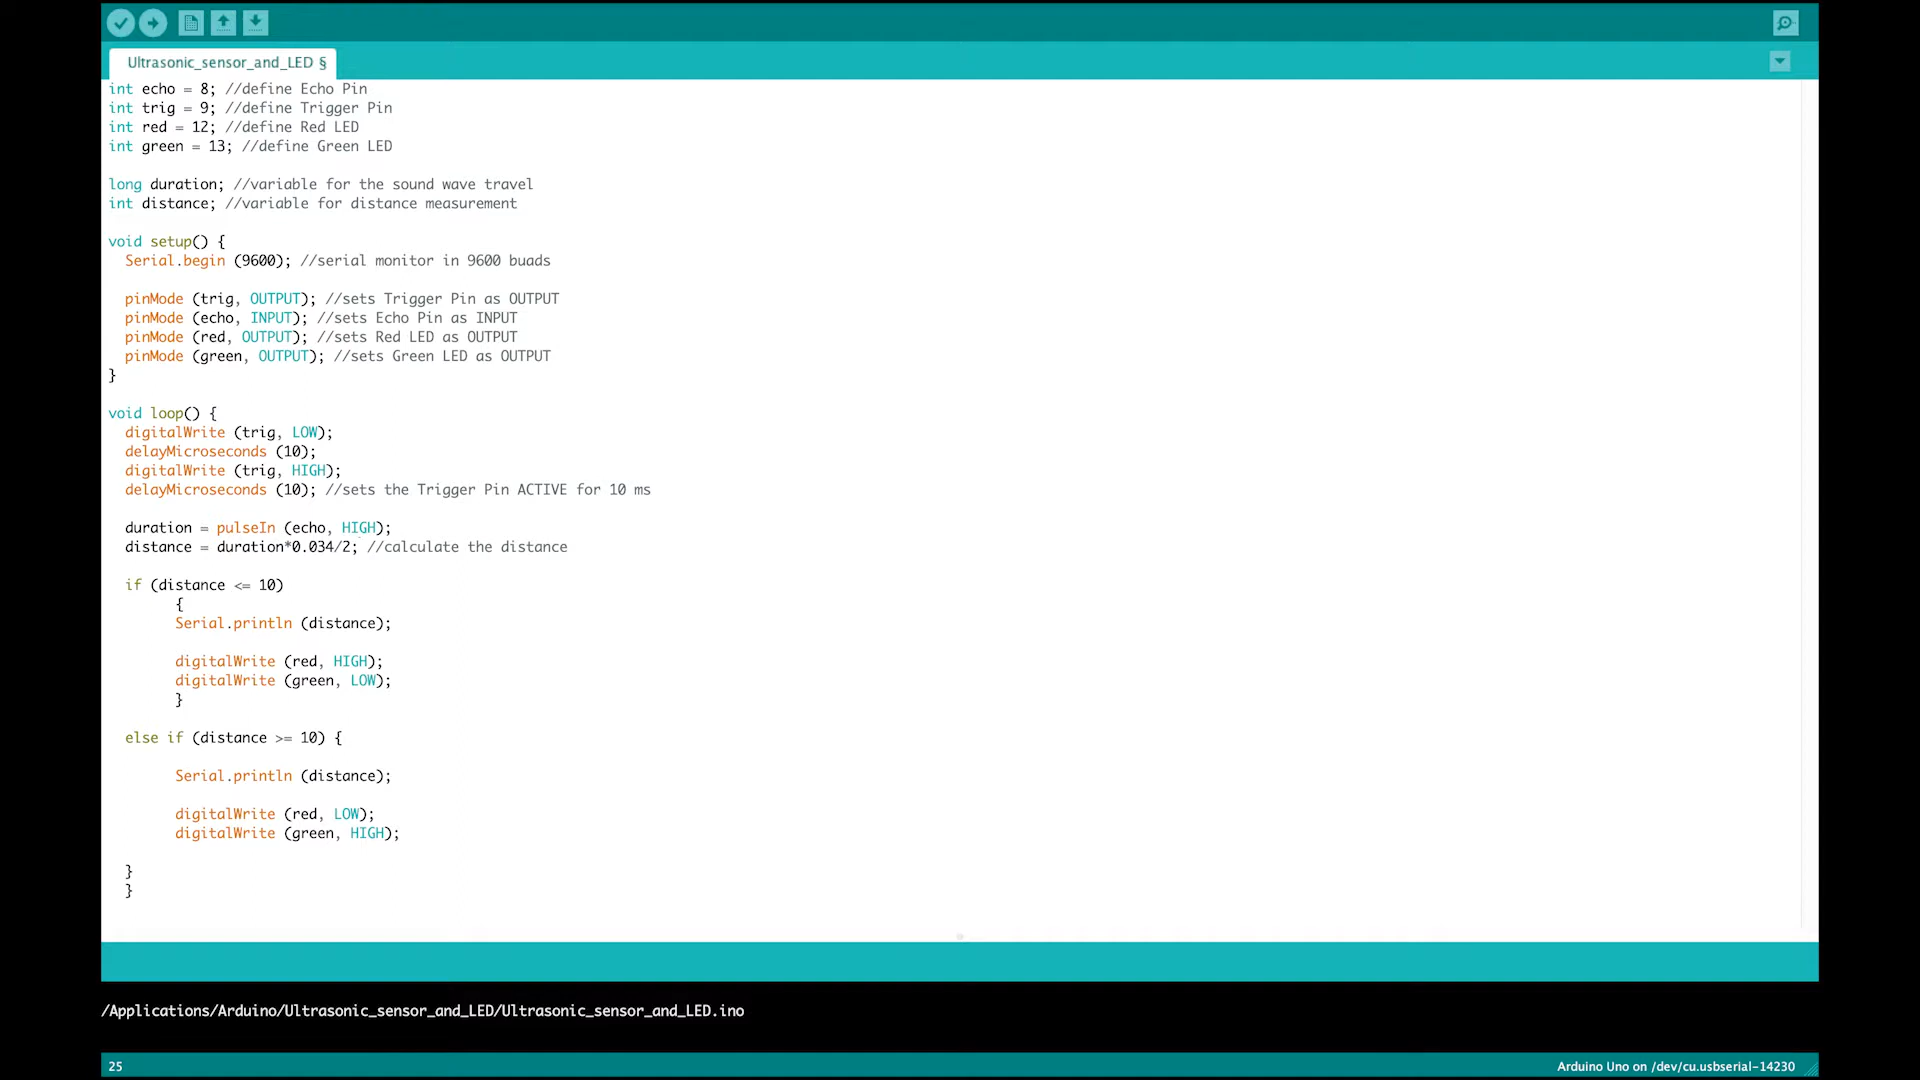 Ultrasonic_sensor_and_LED §
int echo = 8; //define Echo Pin
int trig = 9; //define Trigger Pin
int red = 12; //define Red LED
int green = 13; //define Green LED
long duration; //variable for the sound wave travel
int distance; //variable for distance measurement
void setup() {
Serial.begin (9600); //serial monitor in 9600 buads
pinMode (trig, OUTPUT); //sets Trigger Pin as OUTPUT
pinMode (echo, INPUT); //sets Echo Pin as INPUT
pinMode (red, OUTPUT); //sets Red LED as OUTPUT
pinMode (green, OUTPUT); //sets Green LED as OUTPUT
}
void loop() {
digitalWrite (trig, LOW);
delayMicroseconds (10);
digitalWrite (trig, HIGH);
delayMicroseconds (10); //sets the Trigger Pin ACTIVE for 10 ms
duration = pulseIn (echo, HIGH);
distance = duration*0.034/2; //calculate the distance
if (distance <= 10)
{
Serial.println (distance);
digitalWrite (red, HIGH);
digitalWrite (green, LOW);
}
else if (distance >= 10) {
Serial.println (distance);
digitalWrite (red, LOW);
digitalWrite (green, HIGH);
}
}
/Applications/Arduino/Ultrasonic_sensor_and_LED/Ultrasonic_sensor_and_LED.ino
25
Arduino Uno on /dev/cu.usbserial-14230